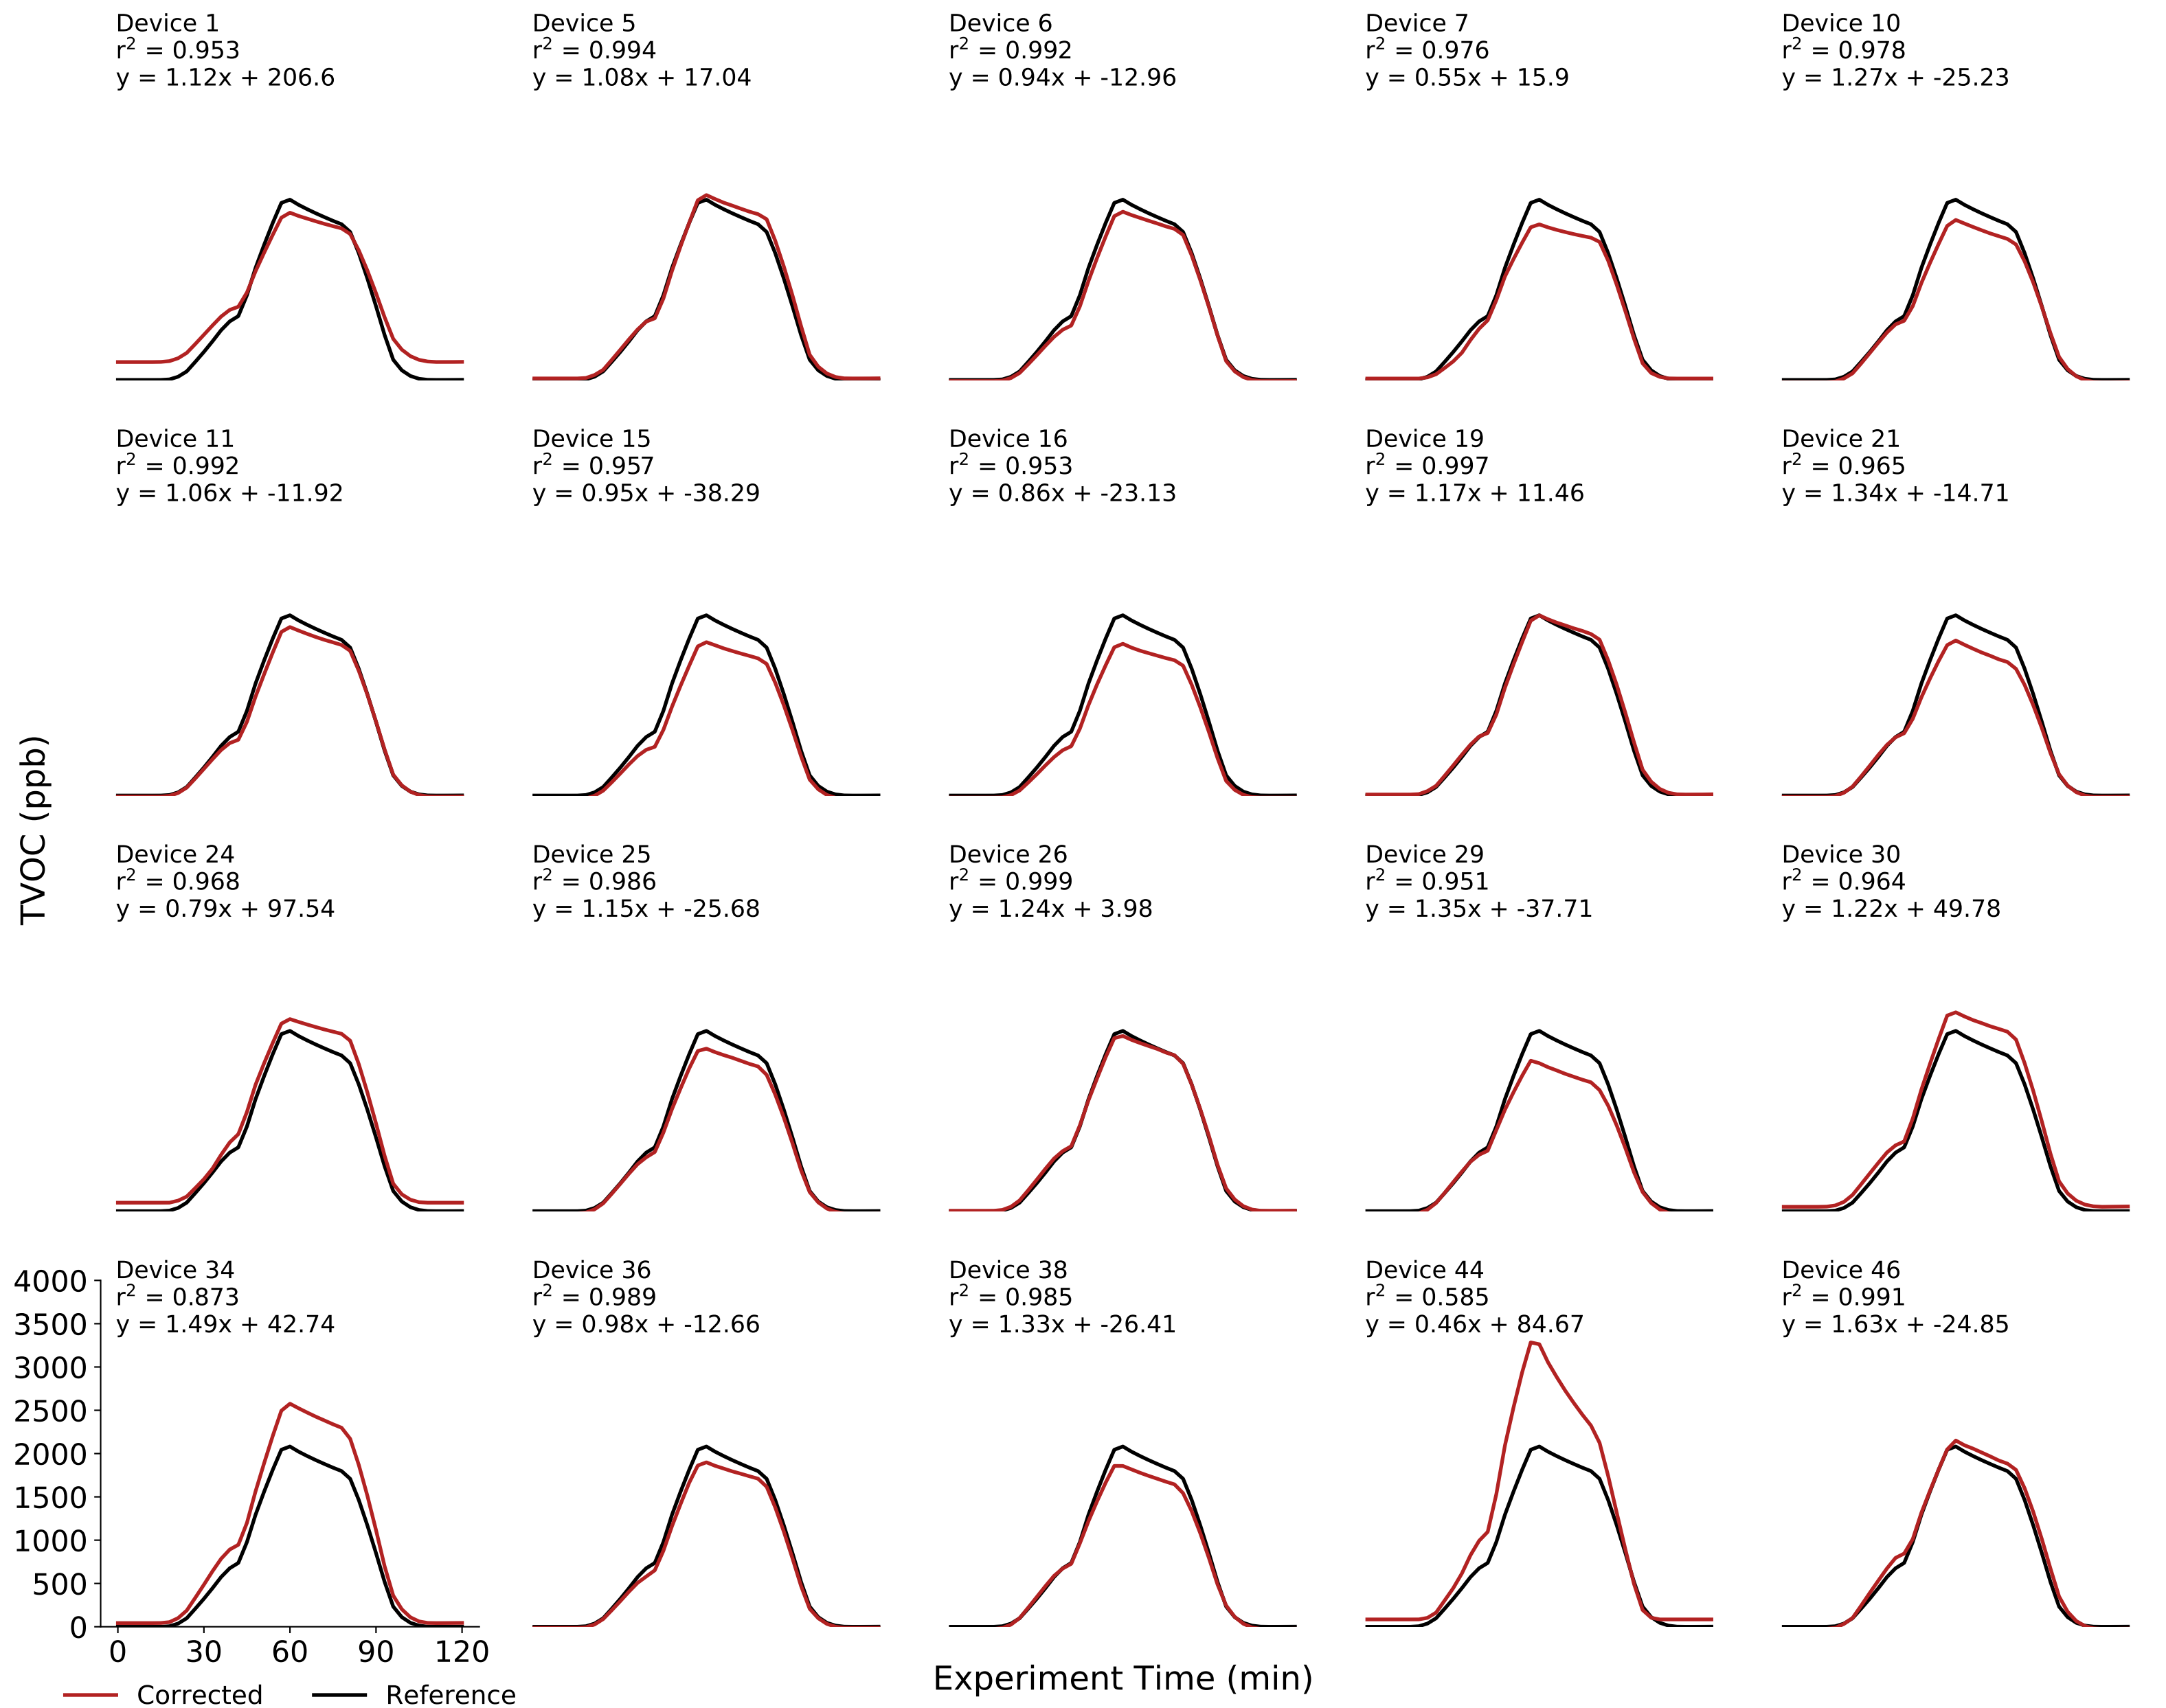 Device 1
r² = 0.953
y = 1.12x + 206.6
Device 5
r² = 0.994
y = 1.08x + 17.04
Device 6
r² = 0.992
y = 0.94x + -12.96
Device 7
r² = 0.976
y = 0.55x + 15.9
Device 10
r² = 0.978
y = 1.27x + -25.23
Device 11
r² = 0.992
y = 1.06x + -11.92
Device 15
r² = 0.957
y = 0.95x + -38.29
Device 16
r² = 0.953
y = 0.86x + -23.13
Device 19
r² = 0.997
y = 1.17x + 11.46
Device 21
r² = 0.965
y = 1.34x + -14.71
Device 24
r² = 0.968
y = 0.79x + 97.54
Device 25
r² = 0.986
y = 1.15x + -25.68
Device 26
r² = 0.999
y = 1.24x + 3.98
Device 29
r² = 0.951
y = 1.35x + -37.71
Device 30
r² = 0.964
y = 1.22x + 49.78
Device 34
r² = 0.873
y = 1.49x + 42.74
Device 36
r² = 0.989
y = 0.98x + -12.66
Device 38
r² = 0.985
y = 1.33x + -26.41
Device 44
r² = 0.585
y = 0.46x + 84.67
Device 46
r² = 0.991
y = 1.63x + -24.85
TVOC (ppb)
4000
3500
3000
2500
2000
1500
1000
500
0
0 30 60 90 120
Experiment Time (min)
Corrected Reference